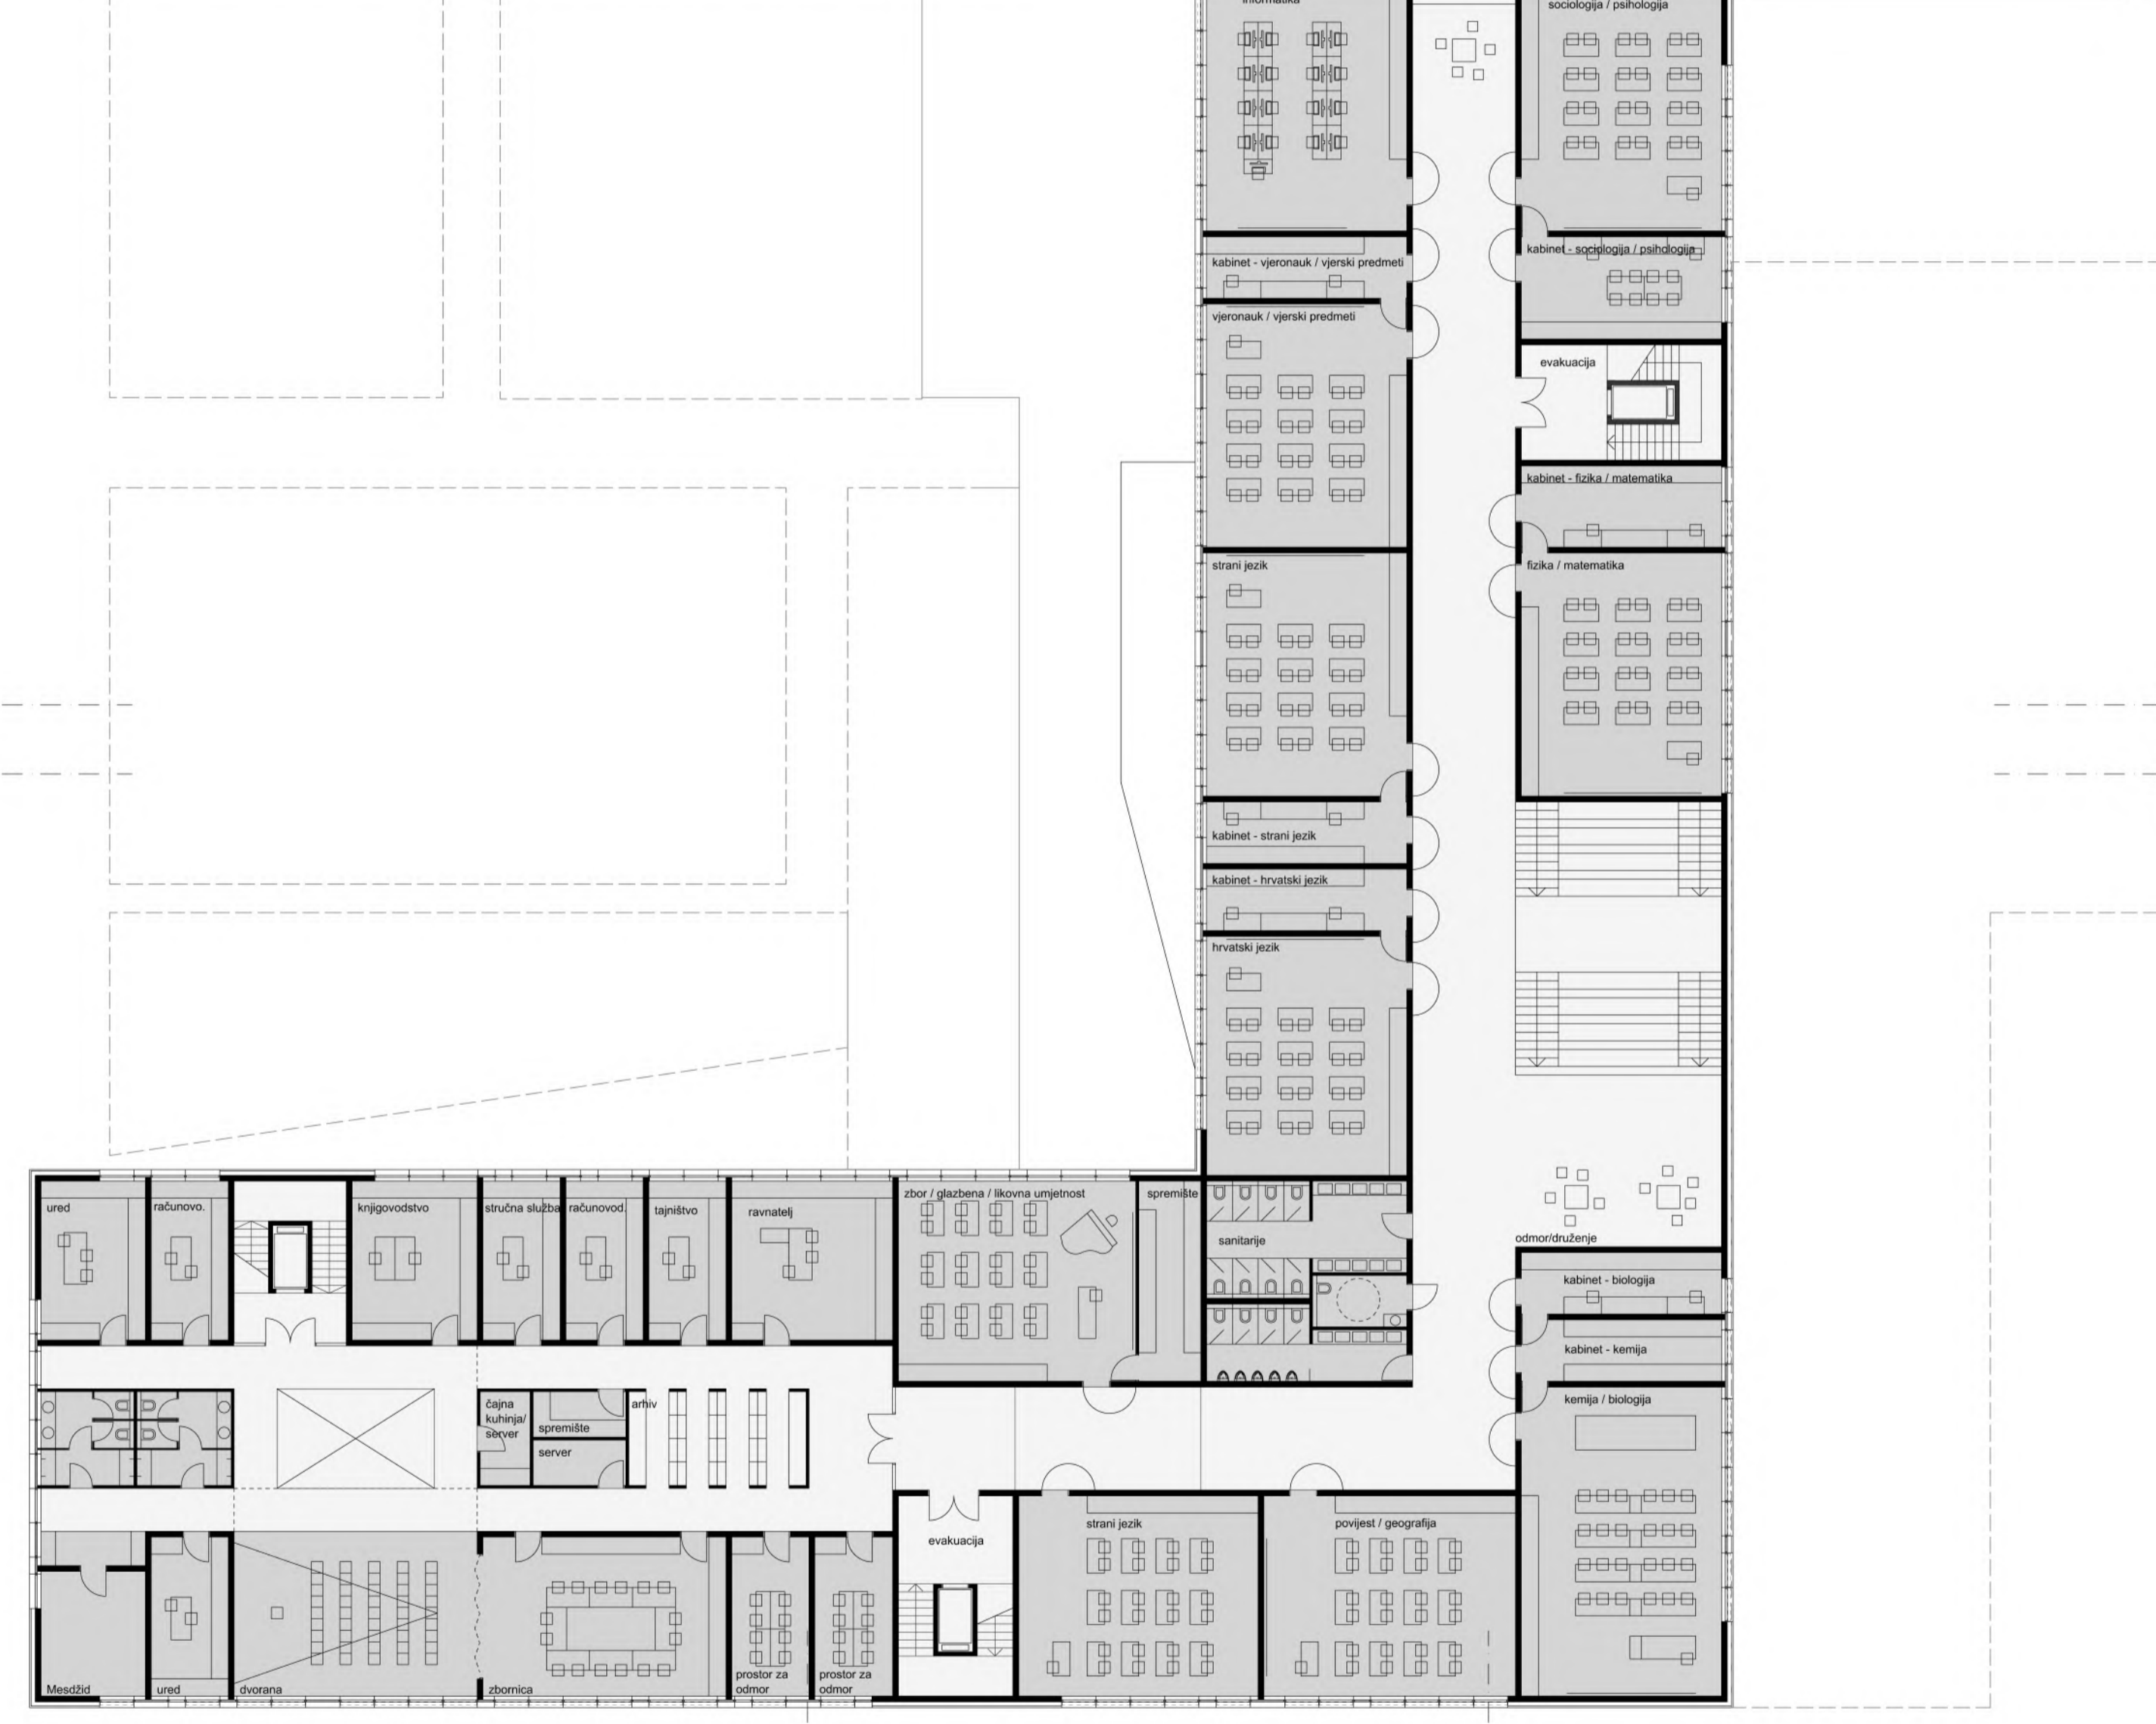 informatika
sociologija / psihologija
kabinet - vjeronauk / vjerski predmeti
kabinet - sociologija / psihologija
vjeronauk / vjerski predmeti
evakuacija
kabinet - fizika / matematika
strani jezik
fizika / matematika
kabinet - strani jezik
kabinet - hrvatski jezik
hrvatski jezik
odmor/druženje
ured
računovo.
knjigovodstvo
stručna služba
računovod.
tajništvo
ravnatelj
zbor / glazbena / likovna umjetnost
spremište
sanitarije
kabinet - biologija
kabinet - kemija
kemija / biologija
čajna
kuhinja/
server
spremište
server
arhiv
evakuacija
strani jezik
povijest / geografija
Mesdžid
ured
dvorana
zbornica
prostor za
odmor
prostor za
odmor